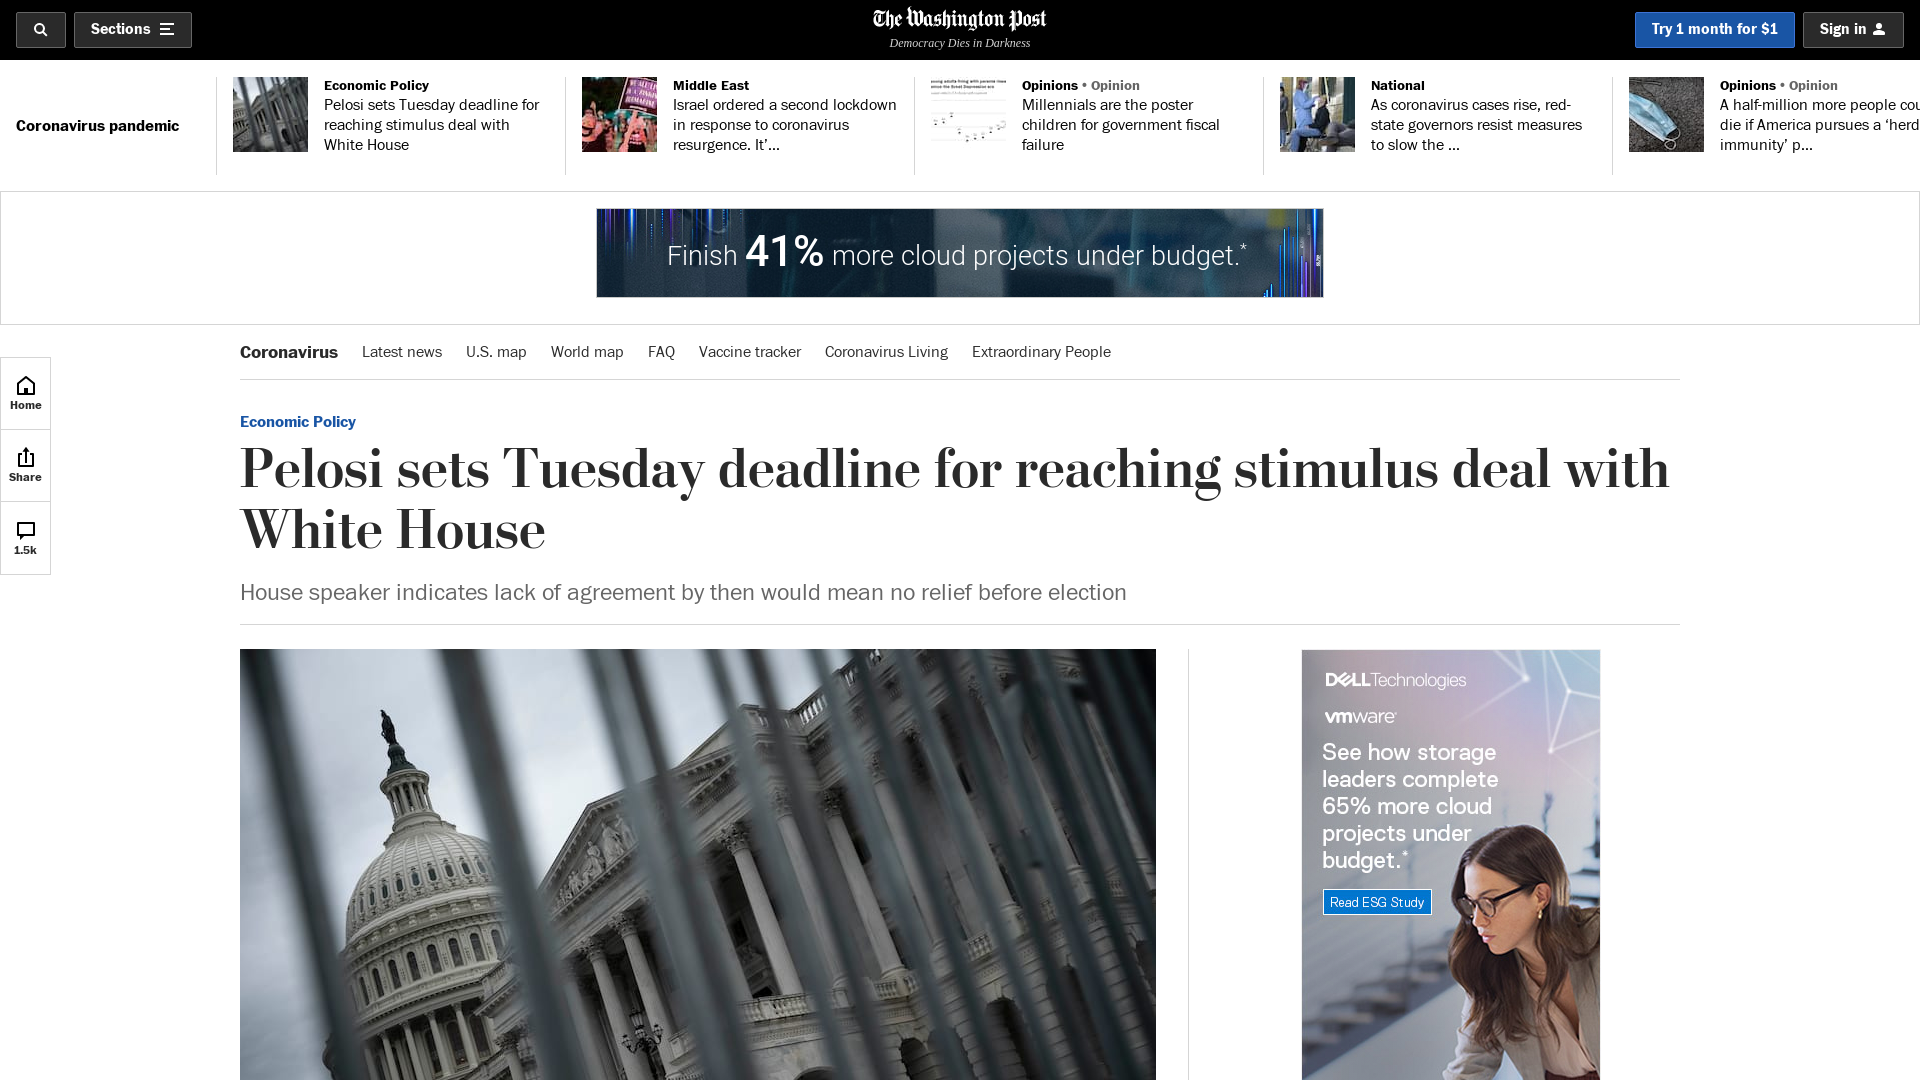 Sections
The Washington Post
Democracy Dies in Darkness
Try 1 month for $1
Sign in
Coronavirus pandemic
Economic Policy
Pelosi sets Tuesday deadline for
reaching stimulus deal with
White House
Middle East
Israel ordered a second lockdown
in response to coronavirus
resurgence. It’...
Opinions • Opinion
Millennials are the poster
children for government fiscal
failure
National
As coronavirus cases rise, red-
state governors resist measures
to slow the ...
Opinions • Opinion
A half-million more people cou
die if America pursues a ‘herd
immunity’ p...
Finish 41% more cloud projects under budget.*
Coronavirus
Latest news
U.S. map
World map
FAQ
Vaccine tracker
Coronavirus Living
Extraordinary People
Home
Share
1.5k
Economic Policy
Pelosi sets Tuesday deadline for reaching stimulus deal with
White House
House speaker indicates lack of agreement by then would mean no relief before election
DELL Technologies
vmware
See how storage
leaders complete
65% more cloud
projects under
budget.*
Read ESG Study